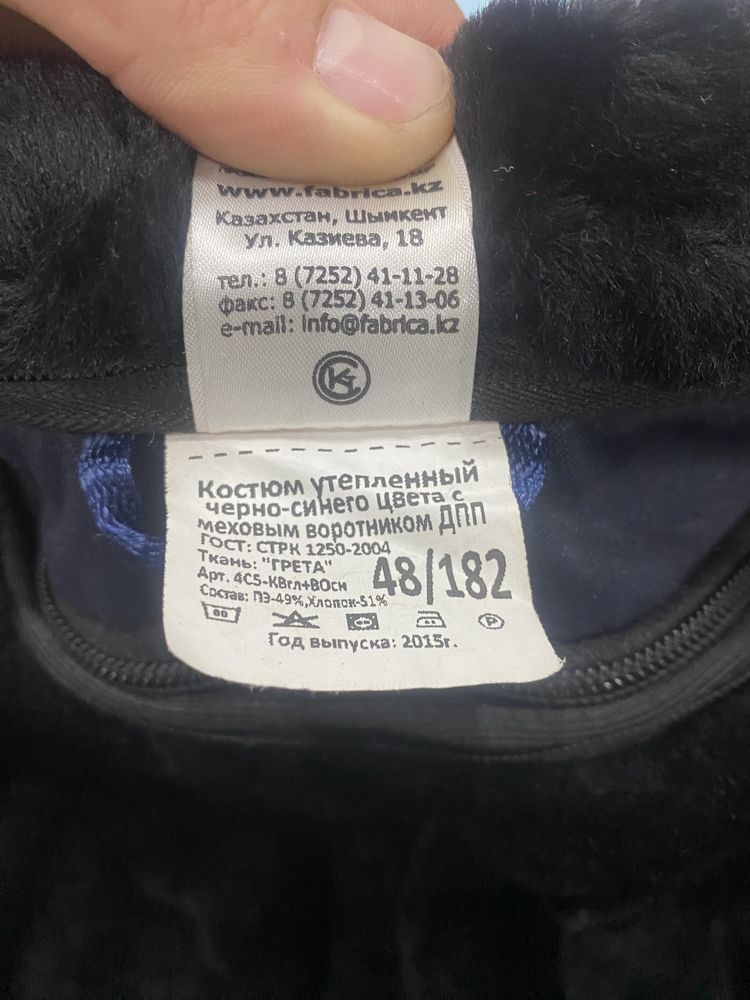 www.fabrica.kz
Казахстан, Шымкент
Ул. Казиева, 18
тел.: 8 (7252) 41-11-28
факс: 8 (7252) 41-13-06
e-mail: info@fabrica.kz
Костюм утепленный
черно-синего цвета с
меховым воротником ДПП
ГОСТ: СТРК 1250-2004
Ткань: "ГРЕТА"
Арт. 4С5-КВгл+ВОсн
48/182
Состав: ПЭ-49%,Хлопок-51%
P
Год выпуска: 2015г.